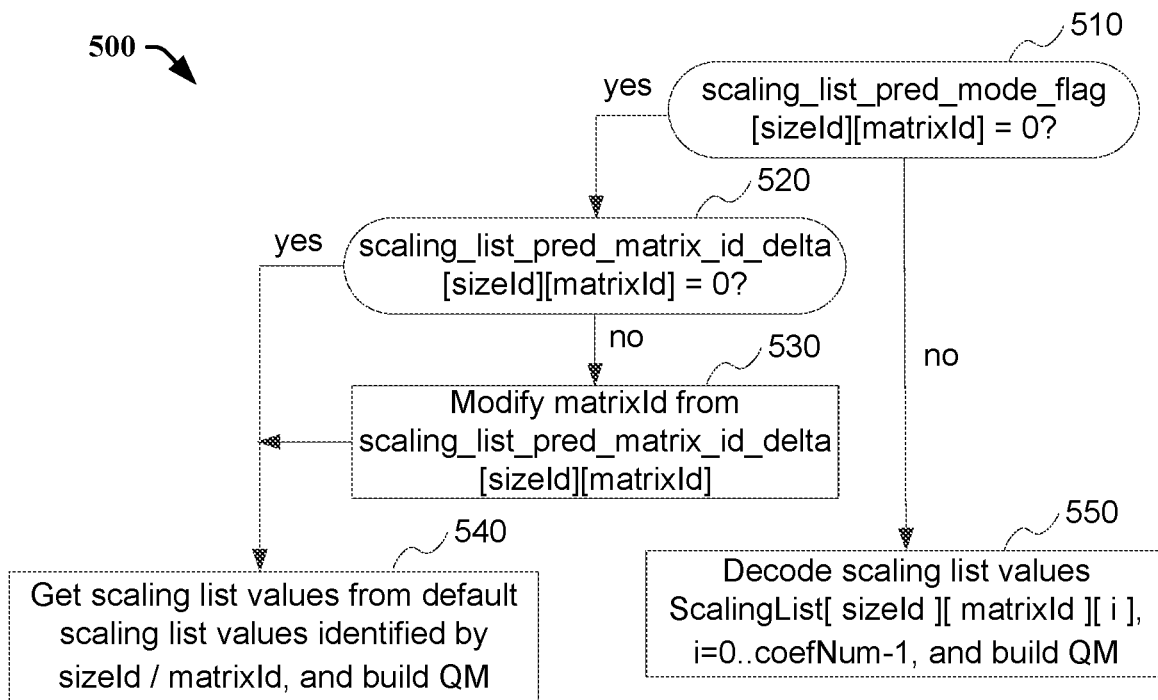 500
510
scaling_list_pred_mode_flag
[sizeId][matrixId] = 0?
yes
520
scaling_list_pred_matrix_id_delta
[sizeId][matrixId] = 0?
yes
no
no
530
Modify matrixId from
scaling_list_pred_matrix_id_delta
[sizeId][matrixId]
540
Get scaling list values from default
scaling list values identified by
sizeId / matrixId, and build QM
550
Decode scaling list values
ScalingList[ sizeId ][ matrixId ][ i ],
i=0..coefNum-1, and build QM